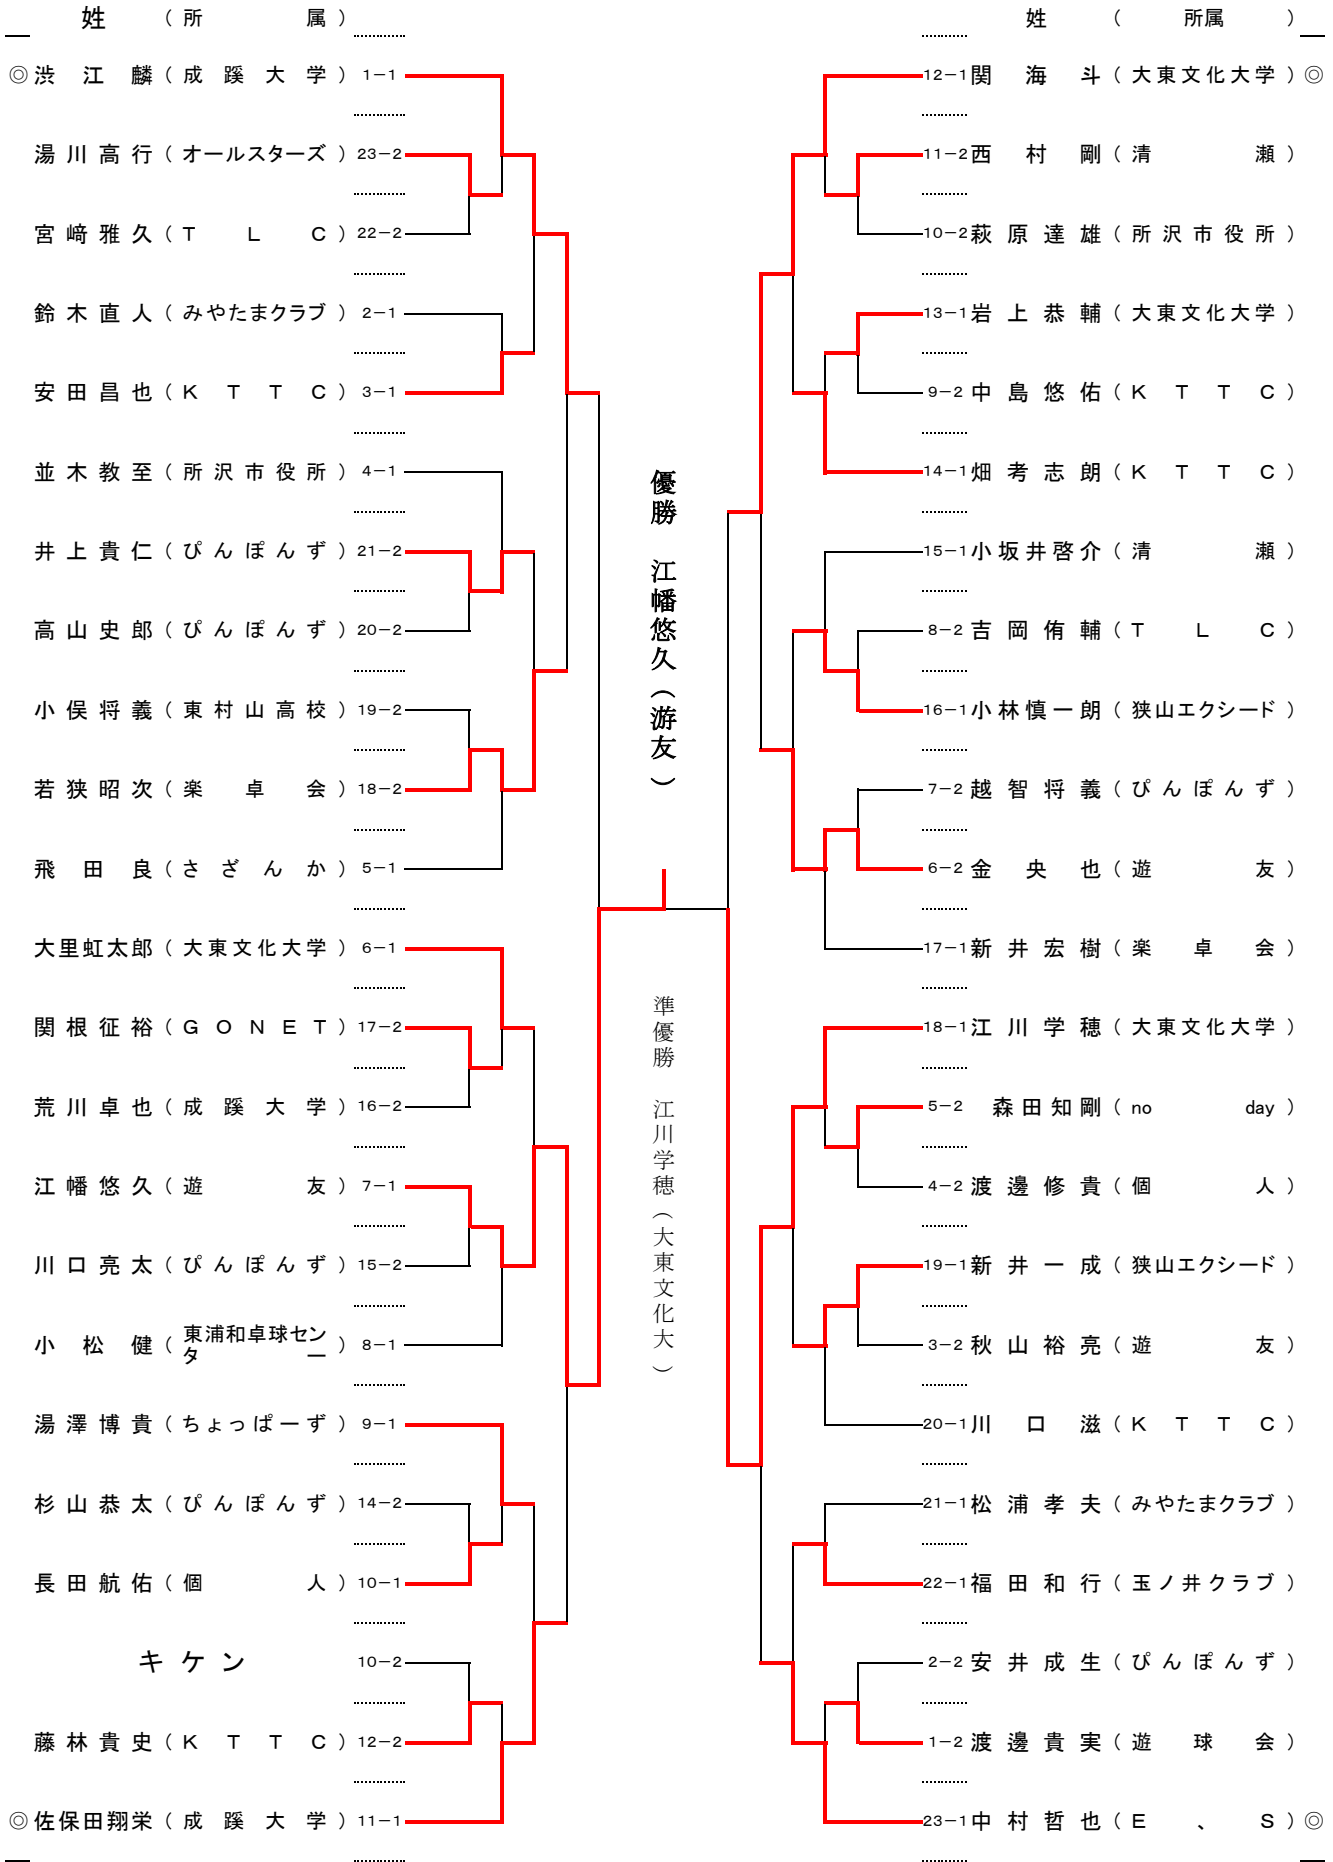 姓 （ 所 属 ）
◎ 渋江麟 （ 成蹊大学 ） 1－1
湯川高行 （ オールスターズ ） 23－2
宮﨑雅久 （ Ｔ Ｌ Ｃ ） 22－2
鈴木直人 （ みやたまクラブ ） 2－1
安田昌也 （ Ｋ Ｔ Ｔ Ｃ ） 3－1
並木教至 （ 所沢市役所 ） 4－1
井上貴仁 （ ぴんぽんず ） 21－2
高山史郎 （ ぴんぽんず ） 20－2
小俣将義 （ 東村山高校 ） 19－2
若狭昭次 （ 楽卓会 ） 18－2
飛田良 （ さざんか ） 5－1
大里虹太郎 （ 大東文化大学 ） 6－1
関根征裕 （ Ｇ Ｏ Ｎ Ｅ Ｔ ） 17－2
荒川卓也 （ 成蹊大学 ） 16－2
江幡悠久 （ 遊友 ） 7－1
川口亮太 （ ぴんぽんず ） 15－2
小松健 （ 東浦和卓球セン
ター ） 8－1
湯澤博貴 （ ちょっぱーず ） 9－1
杉山恭太 （ ぴんぽんず ） 14－2
長田航佑 （ 個人 ） 10－1
キケン 10－2
藤林貴史 （ Ｋ Ｔ Ｔ Ｃ ） 12－2
◎ 佐保田翔栄 （ 成蹊大学 ） 11－1
優勝 江幡悠久（游友）
準優勝 江川学穂（大東文化大）
姓 （ 所属 ）
12－1 関海斗 （ 大東文化大学 ） ◎
11－2 西村剛 （ 清瀬 ）
10－2 萩原達雄 （ 所沢市役所 ）
13－1 岩上恭輔 （ 大東文化大学 ）
9－2 中島悠佑 （ Ｋ Ｔ Ｔ Ｃ ）
14－1 畑考志朗 （ Ｋ Ｔ Ｔ Ｃ ）
15－1 小坂井啓介 （ 清瀬 ）
8－2 吉岡侑輔 （ Ｔ Ｌ Ｃ ）
16－1 小林慎一朗 （ 狭山エクシード ）
7－2 越智将義 （ ぴんぽんず ）
6－2 金央也 （ 遊友 ）
17－1 新井宏樹 （ 楽卓会 ）
18－1 江川学穂 （ 大東文化大学 ）
5－2 森田知剛 （ no day ）
4－2 渡邊修貴 （ 個人 ）
19－1 新井一成 （ 狭山エクシード ）
3－2 秋山裕亮 （ 遊友 ）
20－1 川口滋 （ Ｋ Ｔ Ｔ Ｃ ）
21－1 松浦孝夫 （ みやたまクラブ ）
22－1 福田和行 （ 玉ノ井クラブ ）
2－2 安井成生 （ ぴんぽんず ）
1－2 渡邊貴実 （ 遊球会 ）
23－1 中村哲也 （ Ｅ 、 Ｓ ） ◎